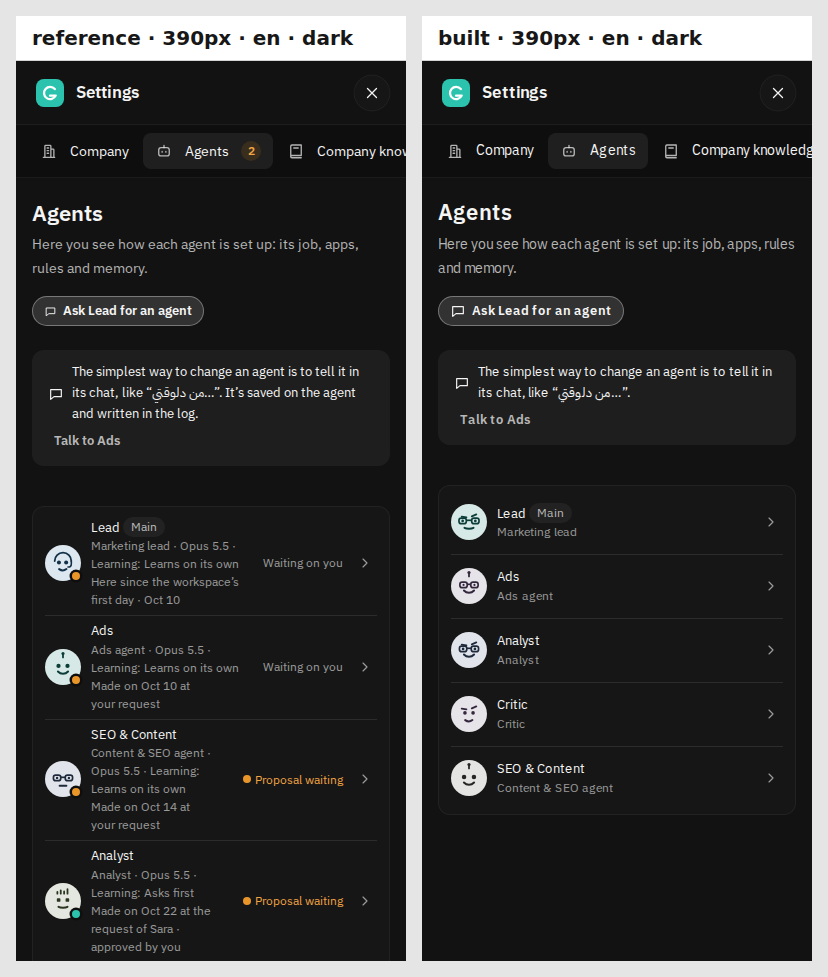 reference · 390px · en · dark
Settings
Company
Agents
2
Company know
Agents
Here you see how each agent is set up: its job, apps,
rules and memory.
Ask Lead for an agent
The simplest way to change an agent is to tell it in
its chat, like “من دلوقتي…”. It’s saved on the agent
and written in the log.
Talk to Ads
Lead Main
Marketing lead · Opus 5.5 ·
Learning: Learns on its own
Here since the workspace’s
first day · Oct 10
Waiting on you
Ads
Ads agent · Opus 5.5 ·
Learning: Learns on its own
Made on Oct 10 at
your request
Waiting on you
SEO & Content
Content & SEO agent ·
Opus 5.5 · Learning:
Learns on its own
Made on Oct 14 at
your request
Proposal waiting
Analyst
Analyst · Opus 5.5 ·
Learning: Asks first
Made on Oct 22 at the
request of Sara ·
approved by you
Proposal waiting
built · 390px · en · dark
Settings
Company
Agents
Company knowledg
Agents
Here you see how each agent is set up: its job, apps, rules
and memory.
Ask Lead for an agent
The simplest way to change an agent is to tell it in
its chat, like “من دلوقتي…”.
Talk to Ads
Lead Main
Marketing lead
Ads
Ads agent
Analyst
Analyst
Critic
Critic
SEO & Content
Content & SEO agent